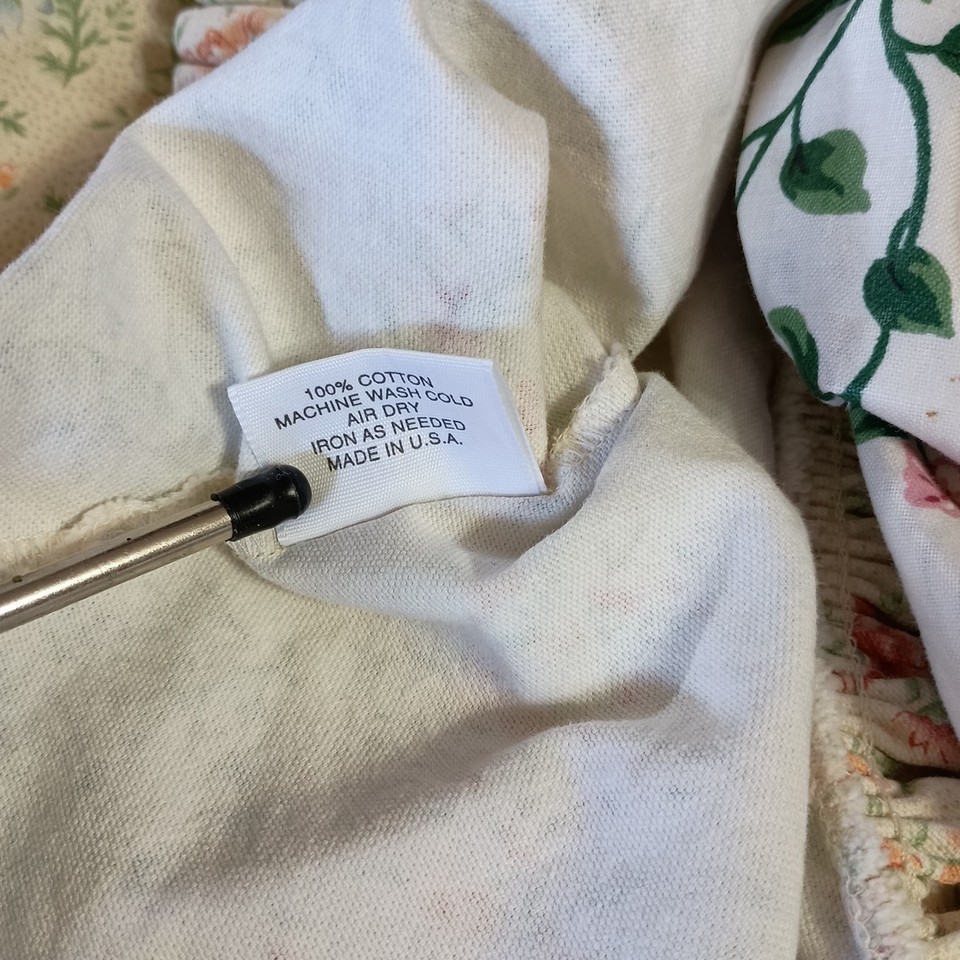 100% COTTON
MACHINE WASH COLD
AIR DRY
IRON AS NEEDED
MADE IN U.S.A.